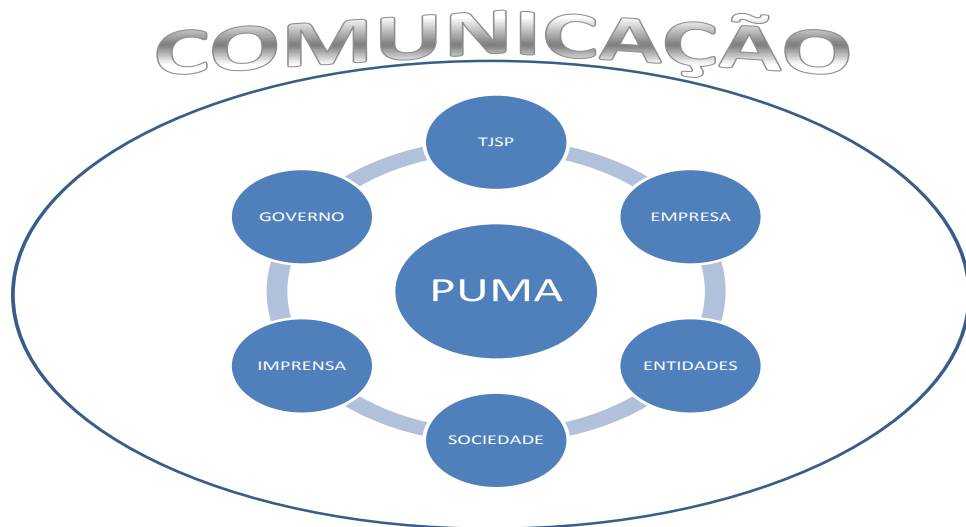 COMUNICAÇÃO
TJSP
GOVERNO
EMPRESA
PUMA
IMPRENSA
ENTIDADES
SOCIEDADE